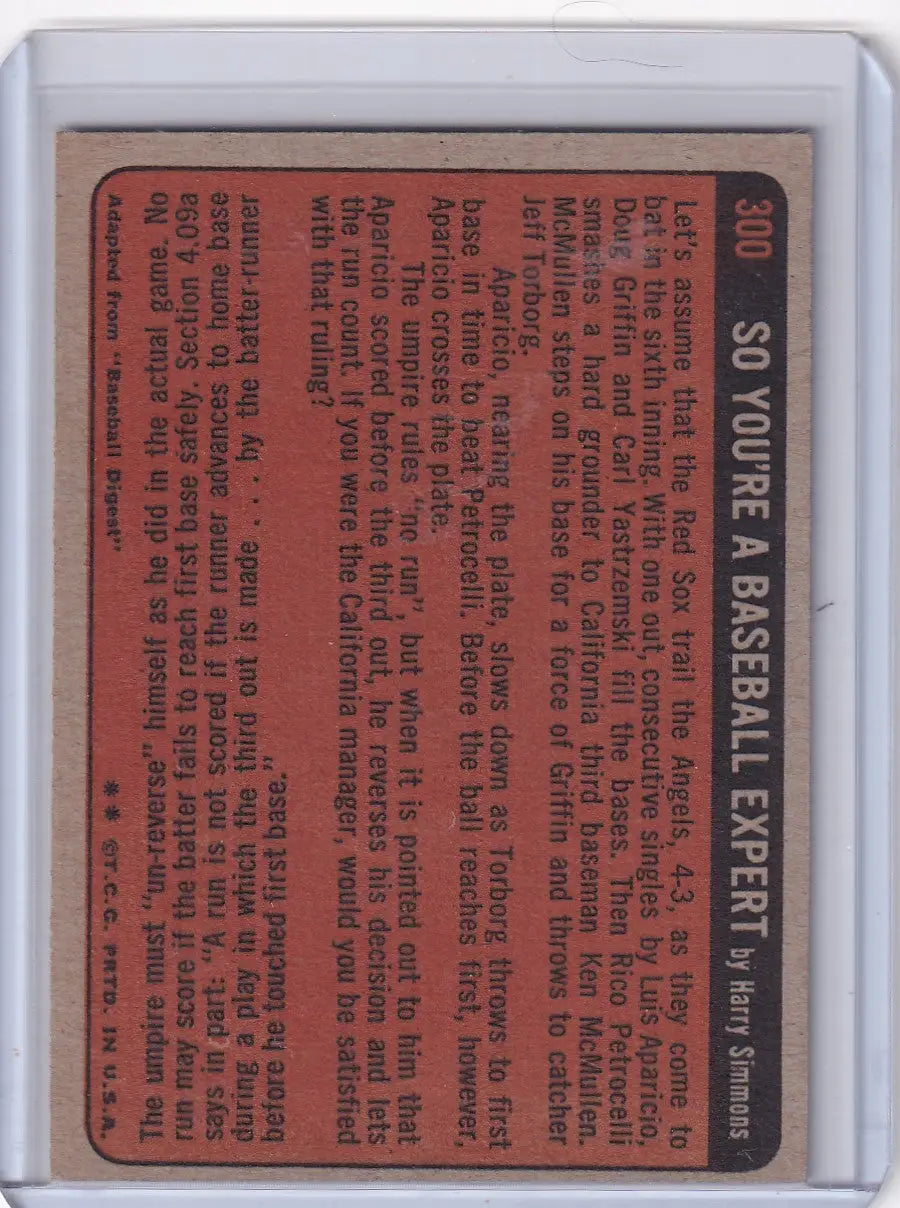 300 SO YOU'RE A BASEBALL EXPERT by Harry Simmons
Let's assume that the Red Sox trail the Angels, 4-3, as they come to
bat in the sixth inning. With one out, consecutive singles by Luis Aparicio,
Doug Griffin and Carl Yastrzemski fill the bases. Then Rico Petrocelli
smashes a hard grounder to California third baseman Ken McMullen.
McMullen steps on his base for a force of Griffin and throws to catcher
Jeff Torborg.
Aparicio, nearing the plate, slows down as Torborg throws to first
base in time to beat Petrocelli. Before the ball reaches first, however,
Aparicio crosses the plate.
The umpire rules "no run", but when it is pointed out to him that
Aparicio scored before the third out, he reverses his decision and lets
the run count. If you were the California manager, would you be satisfied
with that ruling?
before he touched first base."
during a play in which the third out is made . . . by the batter-runner
says in part: "A run is not scored if the runner advances to home base
run may score if the batter fails to reach first base safely. Section 4.09a
The umpire must "un-reverse" himself as he did in the actual game. No
Adapted from "Baseball Digest" ** ©T.C.G. PRTD. IN U.S.A.